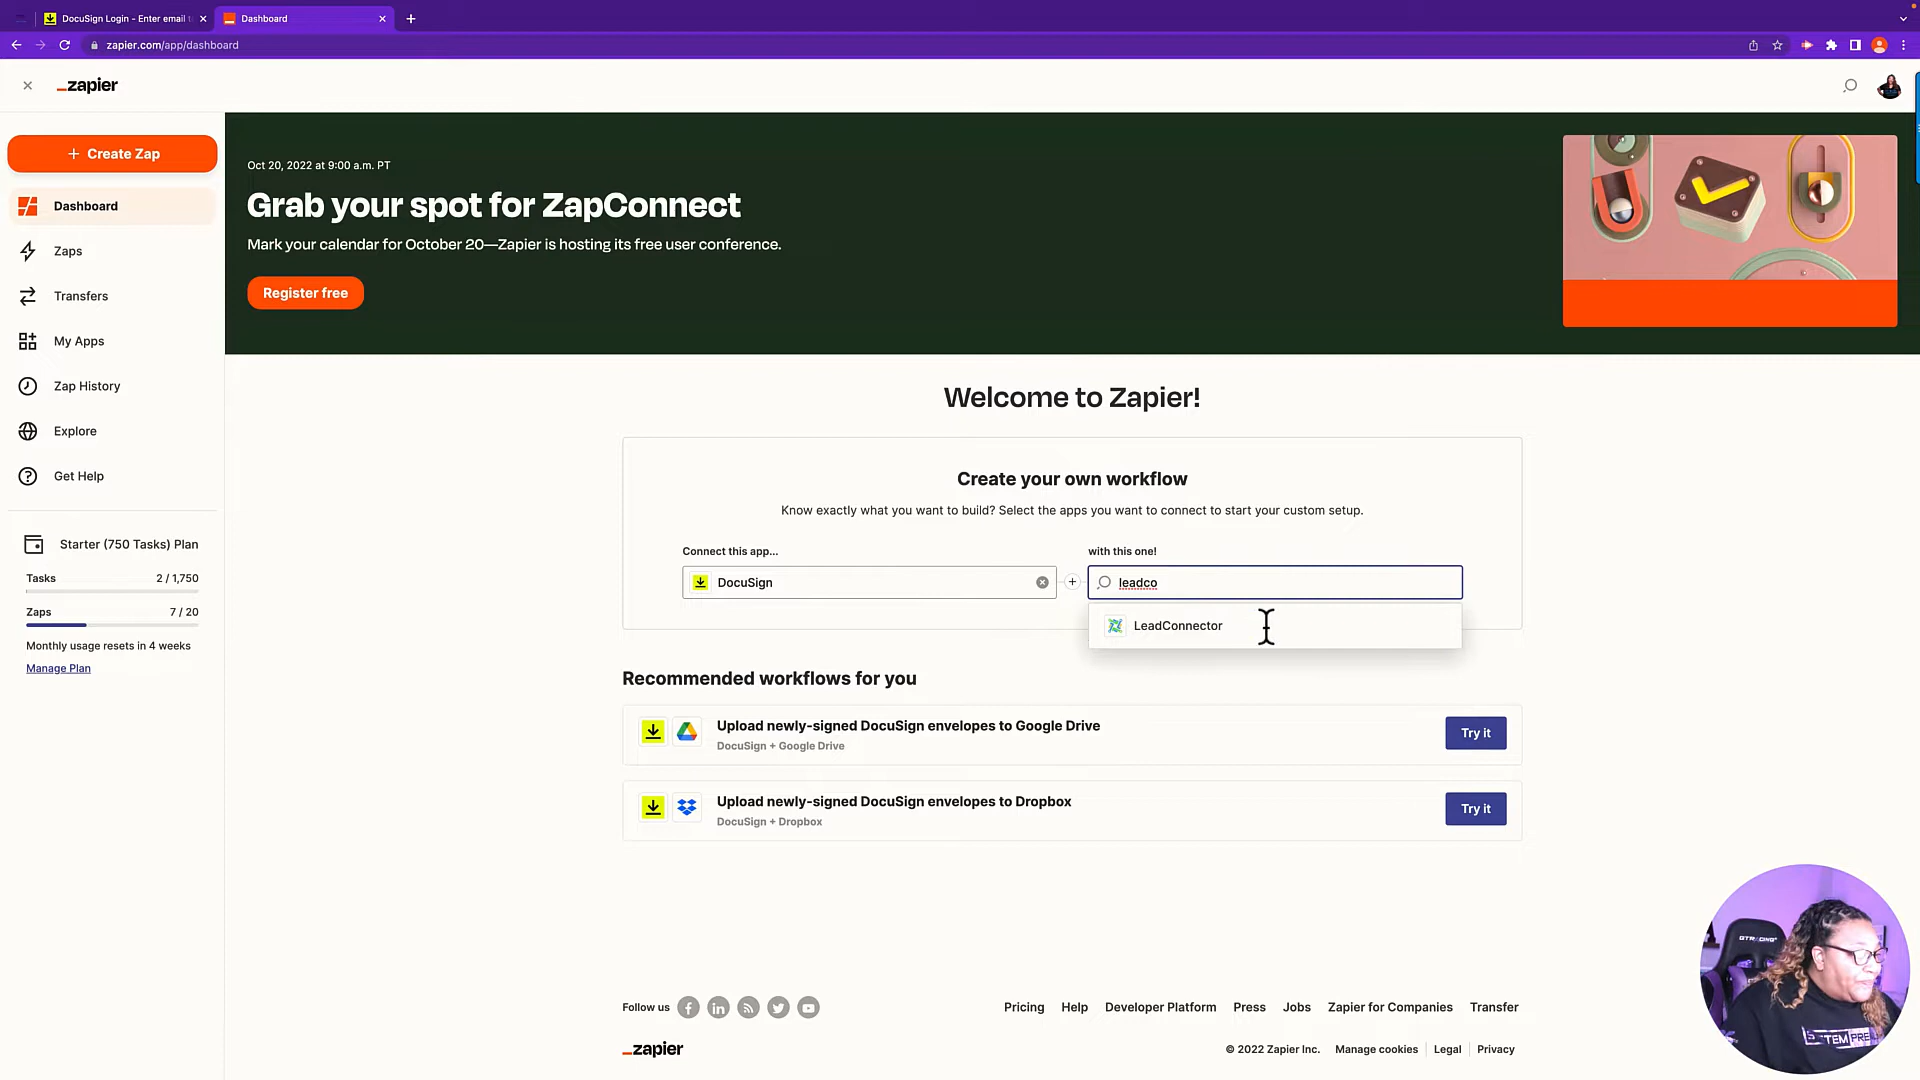 DocuSign Login - Enter email t
Dashboard
zapier.com/app/dashboard
zapier
Create Zap
Dashboard
Zaps
Transfers
My Apps
Zap History
Explore
Get Help
Starter (750 Tasks) Plan
Tasks 2 / 1,750
Zaps 7 / 20
Monthly usage resets in 4 weeks
Manage Plan
Oct 20, 2022 at 9:00 a.m. PT
Grab your spot for ZapConnect
Mark your calendar for October 20—Zapier is hosting its free user conference.
Register free
Welcome to Zapier!
Create your own workflow
Know exactly what you want to build? Select the apps you want to connect to start your custom setup.
Connect this app... with this one!
DocuSign leadco
LeadConnector
Recommended workflows for you
Upload newly-signed DocuSign envelopes to Google Drive
DocuSign + Google Drive
Try it
Upload newly-signed DocuSign envelopes to Dropbox
DocuSign + Dropbox
Try it
Follow us
Pricing Help Developer Platform Press Jobs Zapier for Companies Transfer
zapier
© 2022 Zapier Inc. Manage cookies Legal Privacy
GTRACING